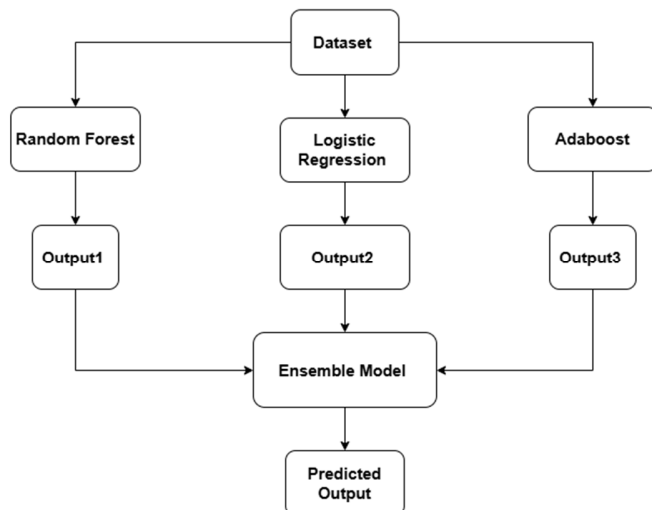 Dataset
Random Forest
Logistic
Regression
Adaboost
Output1
Output2
Output3
Ensemble Model
Predicted
Output